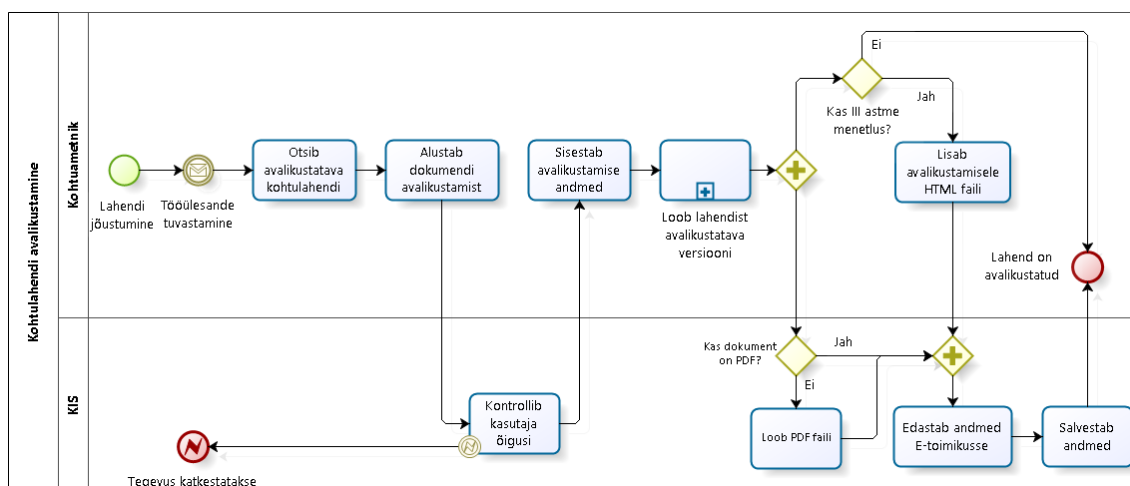 Kohtulahendi avalikustamine
Kohtuametnik
Lahendi
jõustumine
Tööülesande
tuvastamine
Otsib
avalikustatava
kohtulahendi
Alustab
dokumendi
avalikustamist
Sisestab
avalikustamise
andmed
Loob lahendist
avalikustatava
versiooni
Ei
Kas III astme
menetlus?
Jah
Lisab
avalikustamisele
HTML faili
Lahend on
avalikustatud
KIS
Kontrollib
kasutaja
õigusi
Tegevus katkestatakse
Kas dokument
on PDF?
Jah
Ei
Loob PDF faili
Edastab andmed
E-toimikusse
Salvestab
andmed